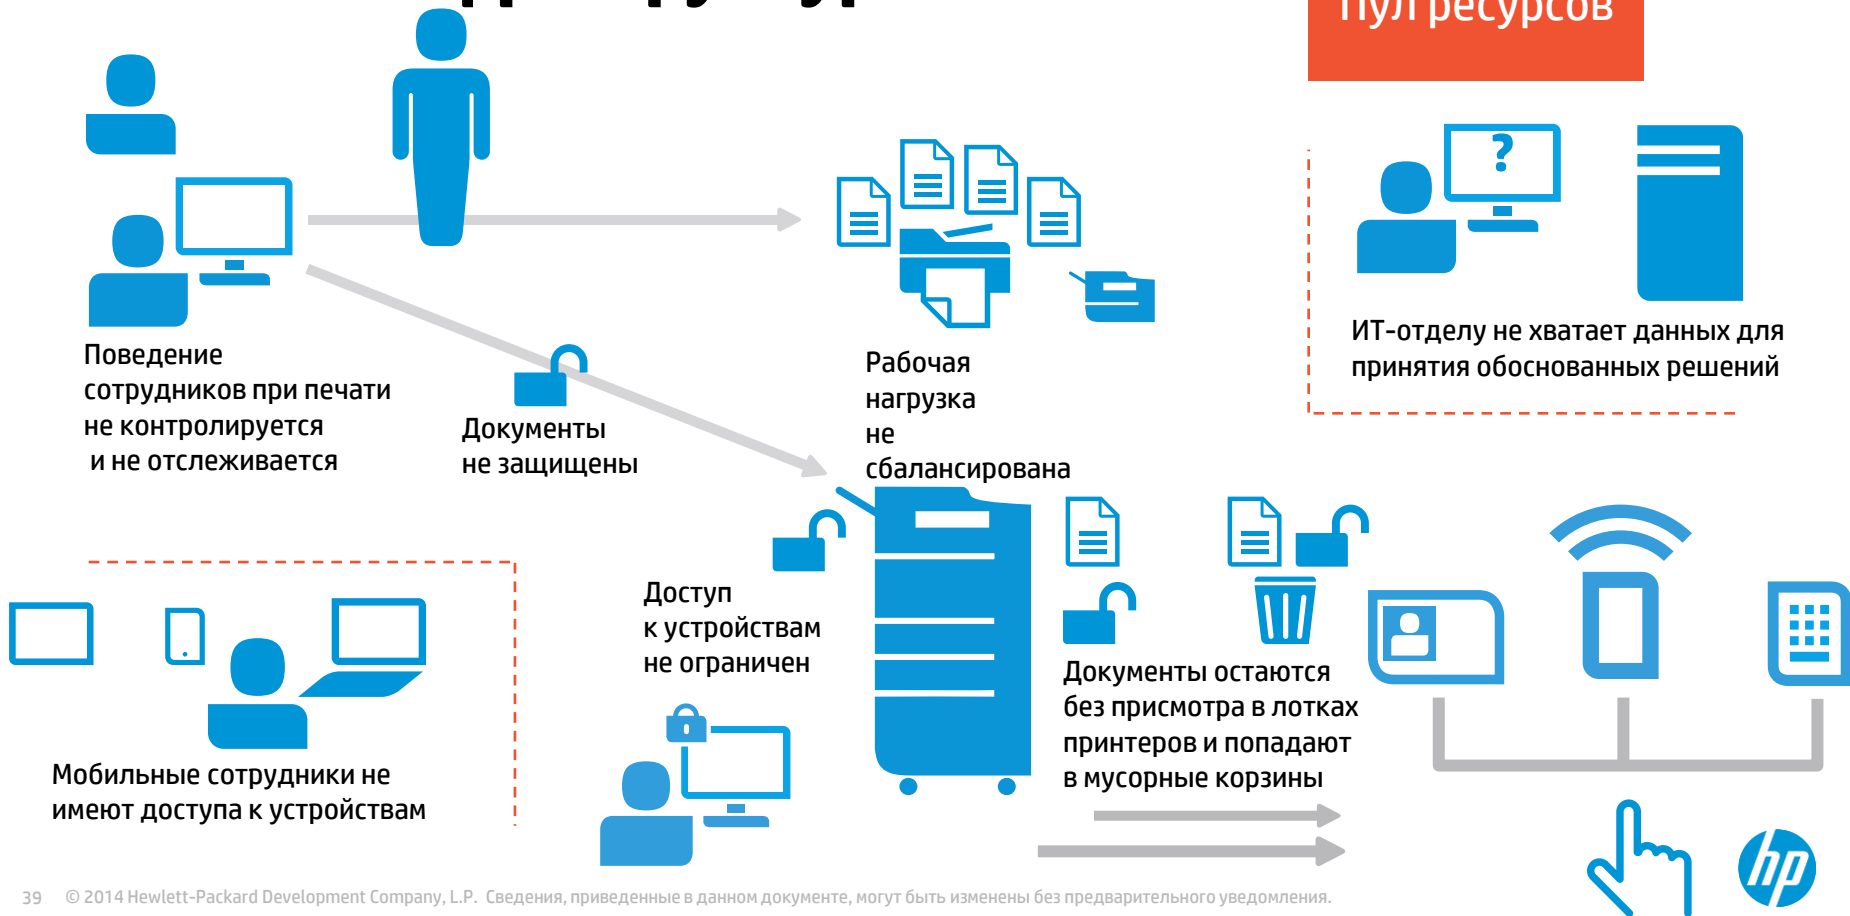 Пул ресурсов
?
ИТ-отделу не хватает данных для
принятия обоснованных решений
Поведение
сотрудников при печати
не контролируется
и не отслеживается
Документы
не защищены
Рабочая
нагрузка
не
сбалансирована
Доступ
к устройствам
не ограничен
Документы остаются
без присмотра в лотках
принтеров и попадают
в мусорные корзины
Мобильные сотрудники не
имеют доступа к устройствам
hp
39 © 2014 Hewlett-Packard Development Company, L.P. Сведения, приведенные в данном документе, могут быть изменены без предварительного уведомления.